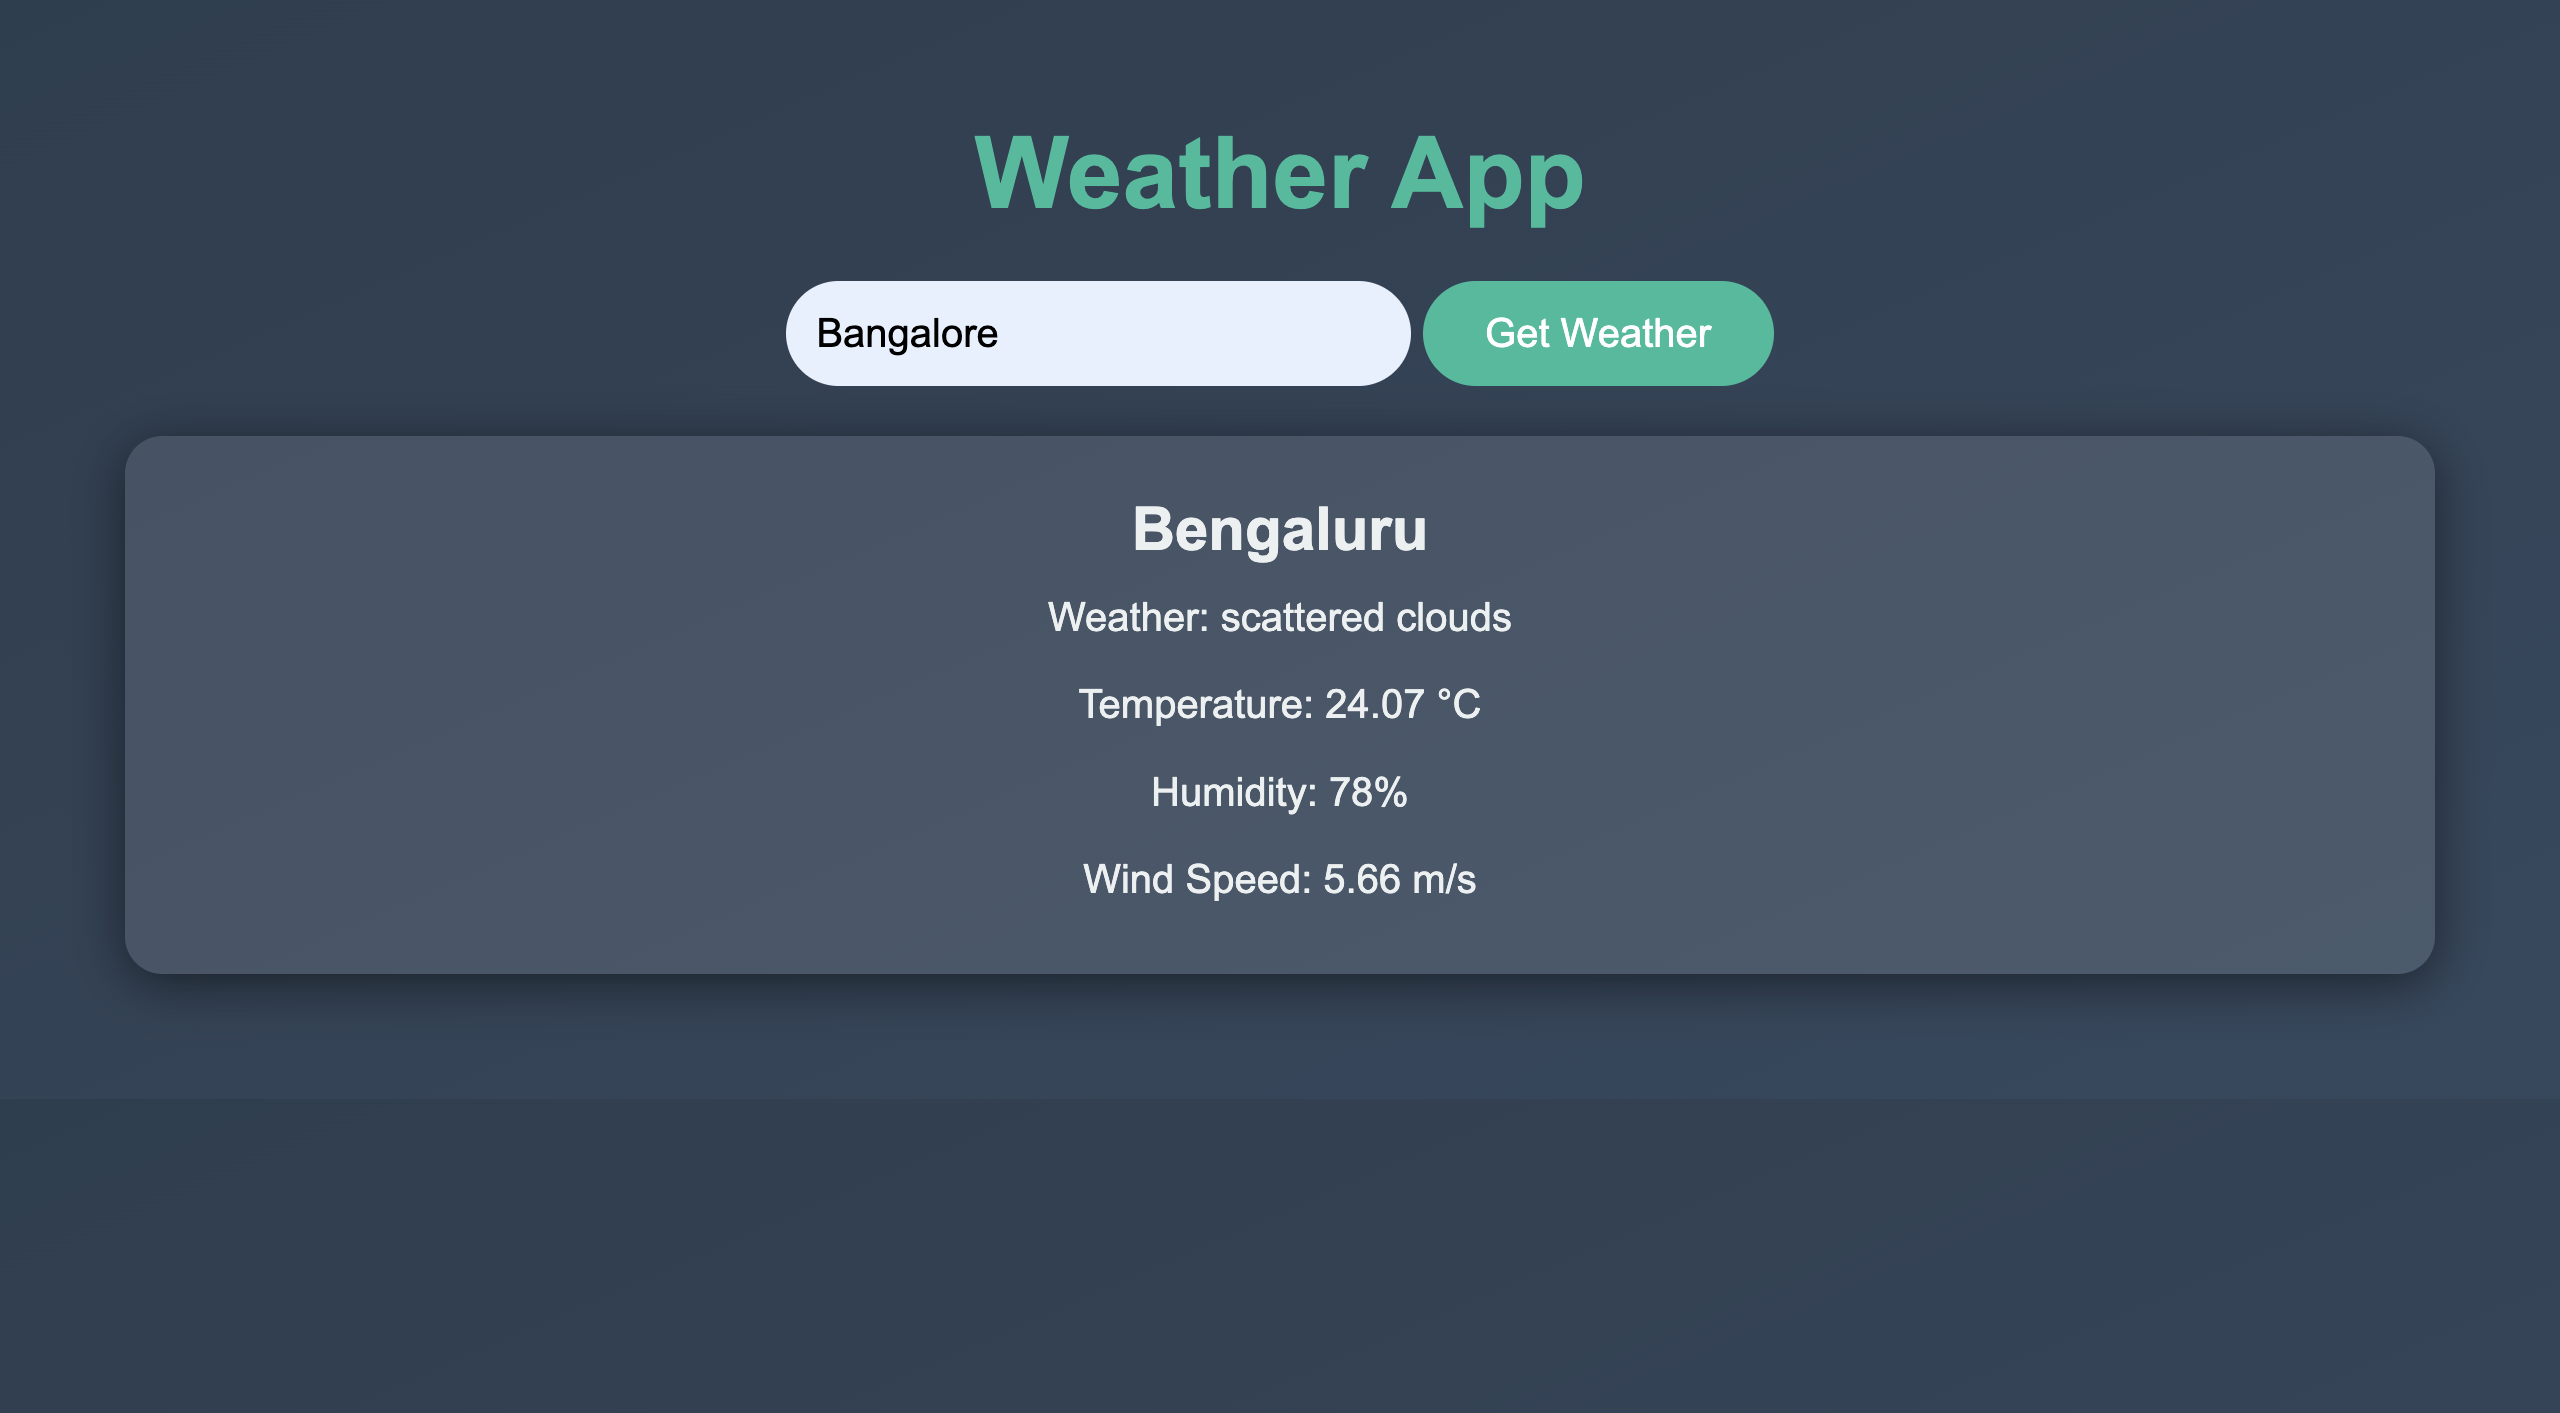 Weather App
Bangalore
Get Weather
Bengaluru
Weather: scattered clouds
Temperature: 24.07 °C
Humidity: 78%
Wind Speed: 5.66 m/s